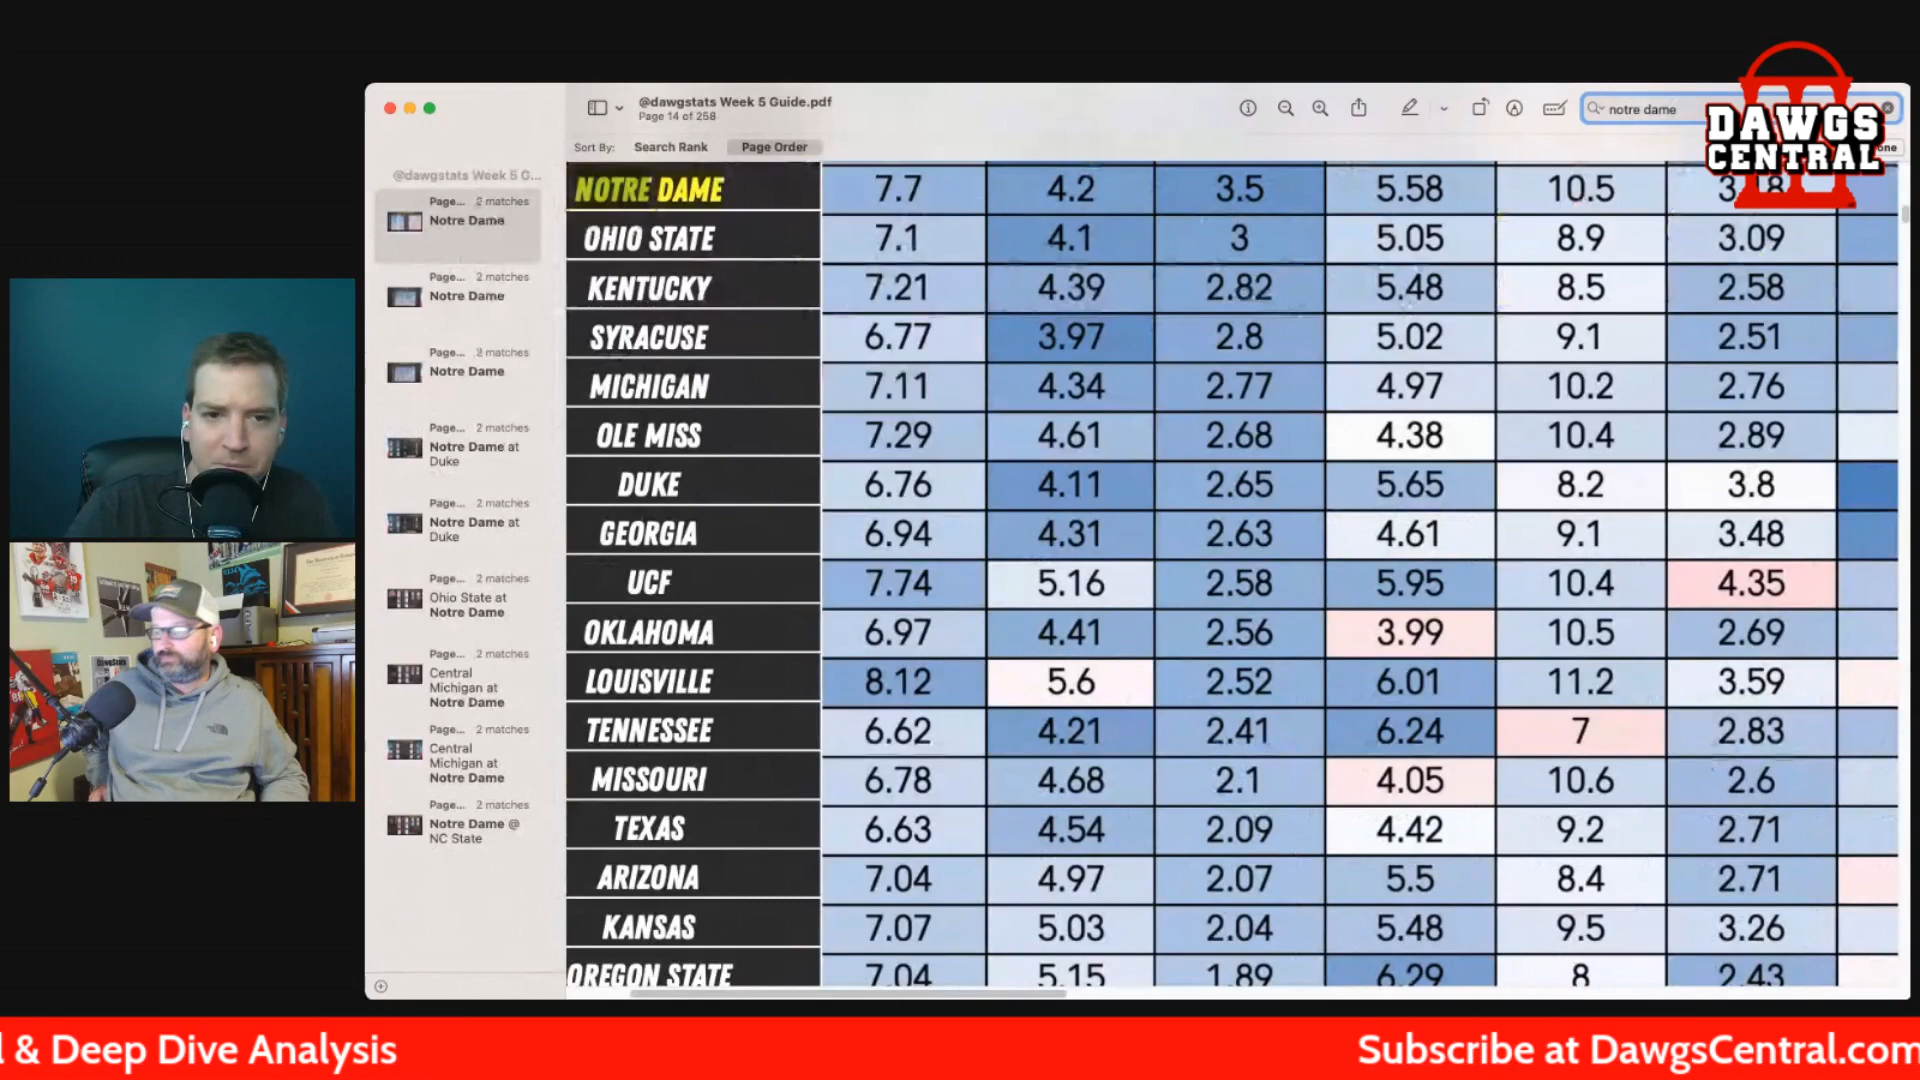 @dawgstats Week 5 Guide.pdf
Page 14 of 258
notre dame
DAWGS
CENTRAL
Sort By: Search Rank Page Order
@dawgstats Week 5 G...
Page... 2 matches
Notre Dame
Page... 2 matches
Notre Dame
Page... 2 matches
Notre Dame
Page... 2 matches
Notre Dame at
Duke
Page... 2 matches
Notre Dame at
Duke
Page... 2 matches
Ohio State at
Notre Dame
Page... 2 matches
Central
Michigan at
Notre Dame
Page... 2 matches
Central
Michigan at
Notre Dame
Page... 2 matches
Notre Dame @
NC State
NOTRE DAME 7.7 4.2 3.5 5.58 10.5
OHIO STATE 7.1 4.1 3 5.05 8.9 3.09
KENTUCKY 7.21 4.39 2.82 5.48 8.5 2.58
SYRACUSE 6.77 3.97 2.8 5.02 9.1 2.51
MICHIGAN 7.11 4.34 2.77 4.97 10.2 2.76
OLE MISS 7.29 4.61 2.68 4.38 10.4 2.89
DUKE 6.76 4.11 2.65 5.65 8.2 3.8
GEORGIA 6.94 4.31 2.63 4.61 9.1 3.48
UCF 7.74 5.16 2.58 5.95 10.4 4.35
OKLAHOMA 6.97 4.41 2.56 3.99 10.5 2.69
LOUISVILLE 8.12 5.6 2.52 6.01 11.2 3.59
TENNESSEE 6.62 4.21 2.41 6.24 7 2.83
MISSOURI 6.78 4.68 2.1 4.05 10.6 2.6
TEXAS 6.63 4.54 2.09 4.42 9.2 2.71
ARIZONA 7.04 4.97 2.07 5.5 8.4 2.71
KANSAS 7.07 5.03 2.04 5.48 9.5 3.26
OREGON STATE 7.04 5.15 1.89 6.29 8 2.43
& Deep Dive Analysis
Subscribe at DawgsCentral.com